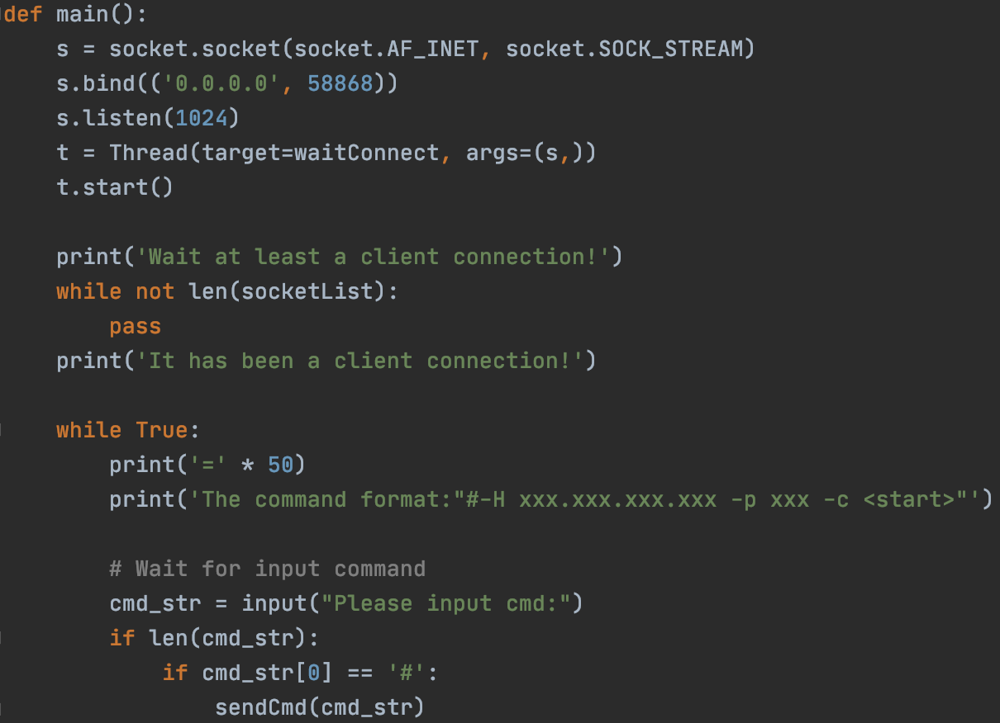 def main():
    s = socket.socket(socket.AF_INET, socket.SOCK_STREAM)
    s.bind(('0.0.0.0', 58868))
    s.listen(1024)
    t = Thread(target=waitConnect, args=(s,))
    t.start()

    print('Wait at least a client connection!')
    while not len(socketList):
        pass
    print('It has been a client connection!')

    while True:
        print('=' * 50)
        print('The command format:"#-H xxx.xxx.xxx.xxx -p xxx -c <start>"')

        # Wait for input command
        cmd_str = input("Please input cmd:")
        if len(cmd_str):
            if cmd_str[0] == '#':
                sendCmd(cmd_str)